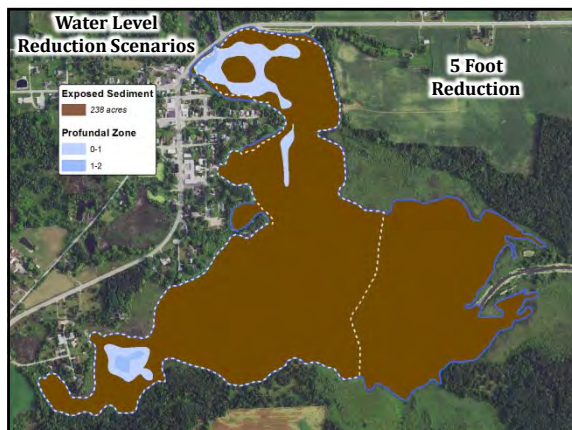 Water Level
Reduction Scenarios
5 Foot
Reduction
Exposed Sediment
238 acres
Profundal Zone
0-1
1-2